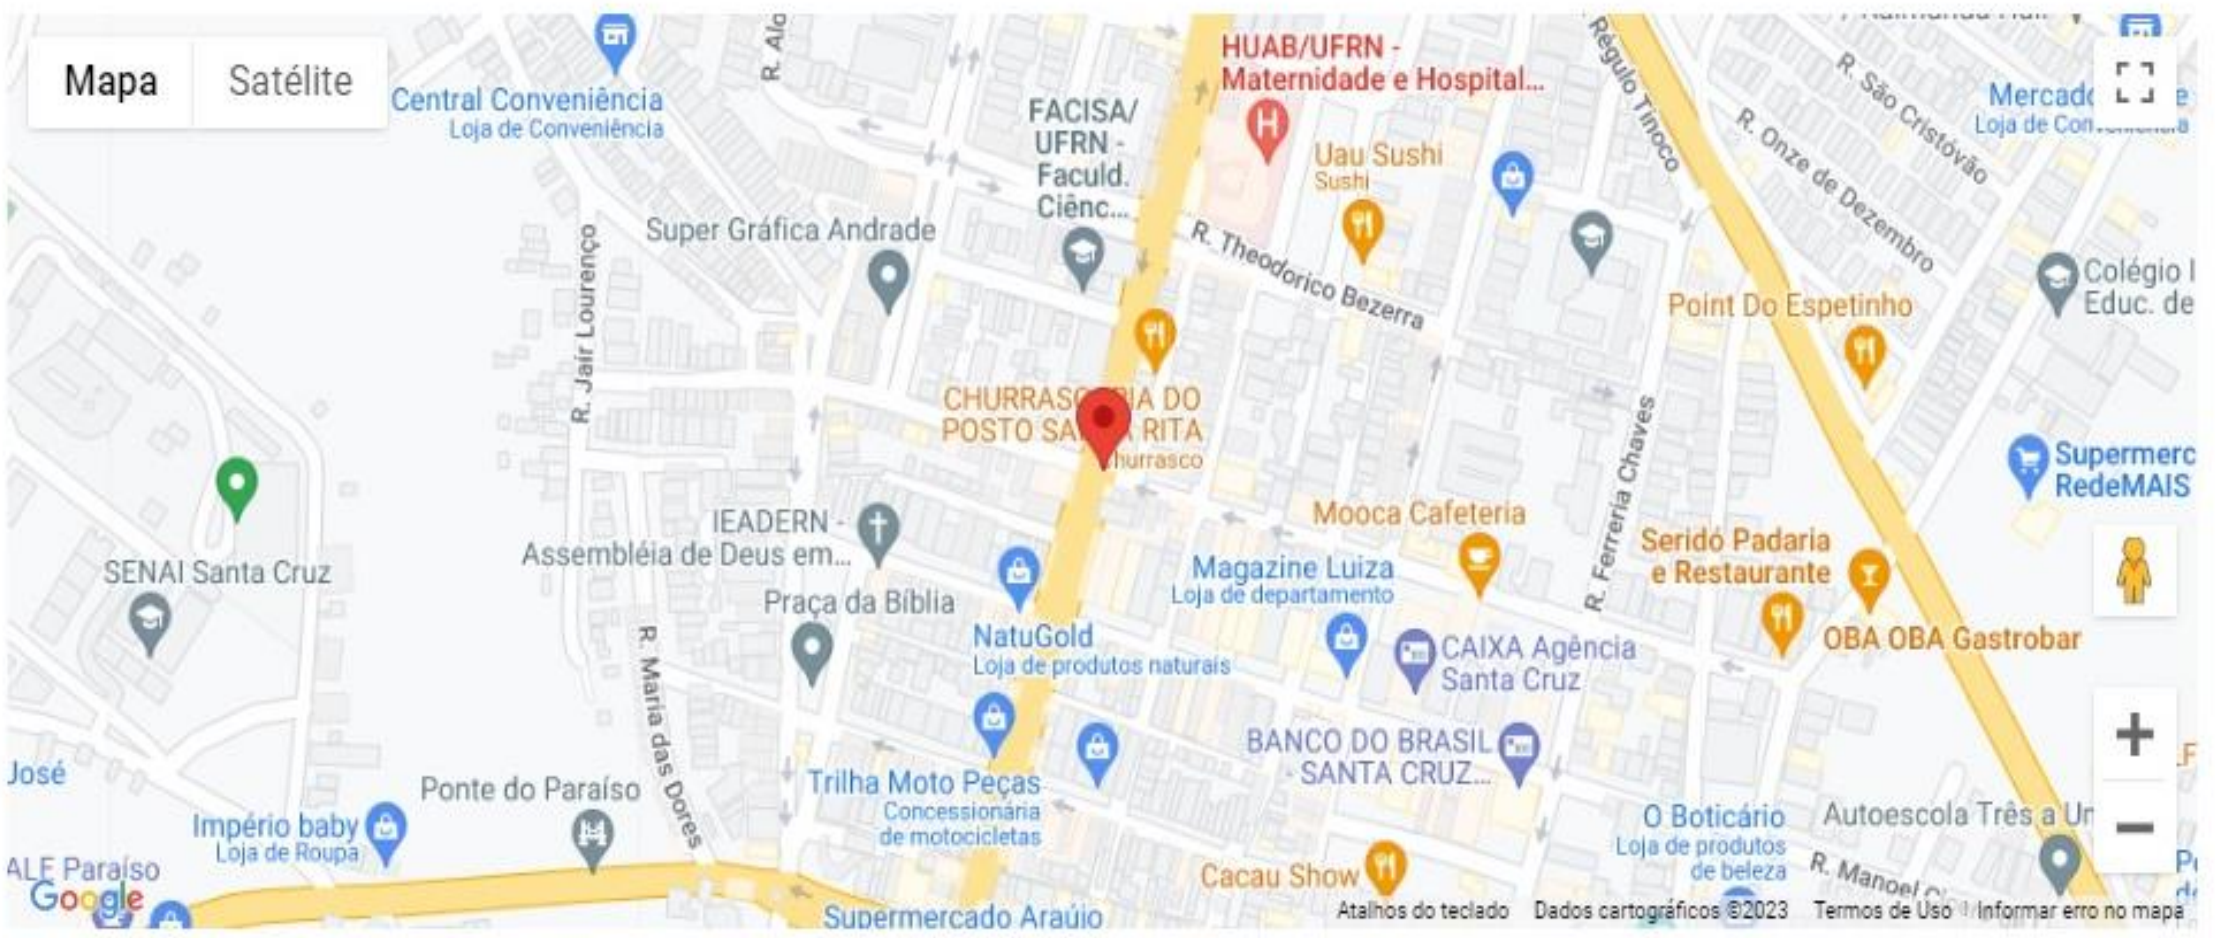 Mapa
Satélite
Central Conveniência
Loja de Conveniência
HUAB/UFRN -
Maternidade e Hospital...
FACISA/
UFRN -
Faculd.
Ciênc...
Uau Sushi
Sushi
Régulo Tinoco
R. São Cristóvão
R. Onze de Dezembro
Loja de
R. Theodorico Bezerra
Super Gráfica Andrade
R. Jair Lourenço
Point Do Espetinho
Colégio
Educ. de
CHURRASC IA DO
POSTO SA A RITA
hurrasco
R. Ferreria Chaves
Supermerc
RedeMAIS
IEADERN -
Assembléia de Deus em...
Mooca Cafeteria
Seridó Padaria
e Restaurante
SENAI Santa Cruz
Magazine Luiza
Loja de departamento
Praça da Bíblia
NatuGold
Loja de produtos naturais
CAIXA Agência
Santa Cruz
OBA OBA Gastrobar
R. Maria das Dores
BANCO DO BRASIL
- SANTA CRUZ...
José
Ponte do Paraíso
Trilha Moto Peças
Concessionária
de motocicletas
Império baby
Loja de Roupa
O Boticário
Loja de produtos
de beleza
Autoescola Três a
ALE Paraíso
Google
Cacau Show
R. Manoel
Supermercado Araújo
Atalhos do teclado
Dados cartográficos ©2023
Termos de Uso
Informar erro no mapa